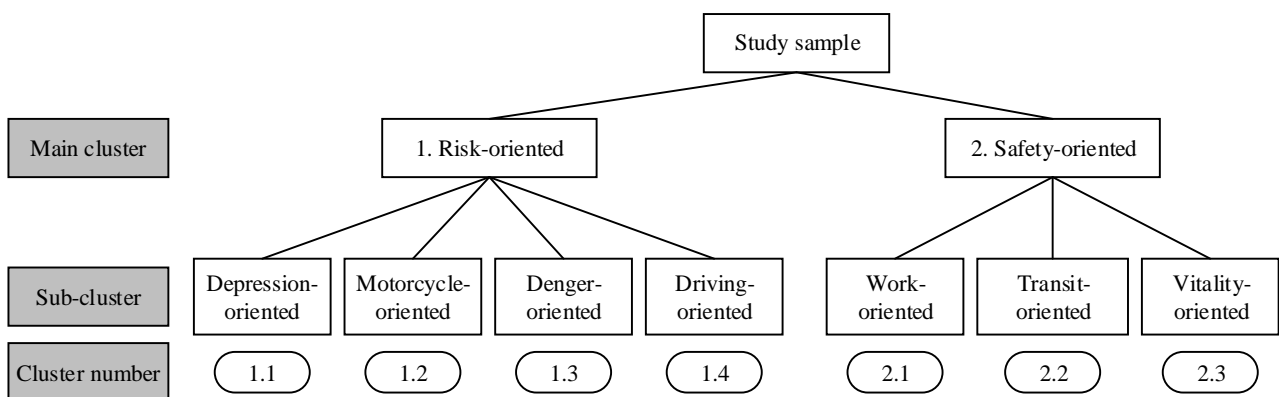 Study sample
Main cluster
1. Risk-oriented
2. Safety-oriented
Sub-cluster
Depression-
oriented
Motorcycle-
oriented
Denger-
oriented
Driving-
oriented
Work-
oriented
Transit-
oriented
Vitality-
oriented
Cluster number
1.1
1.2
1.3
1.4
2.1
2.2
2.3